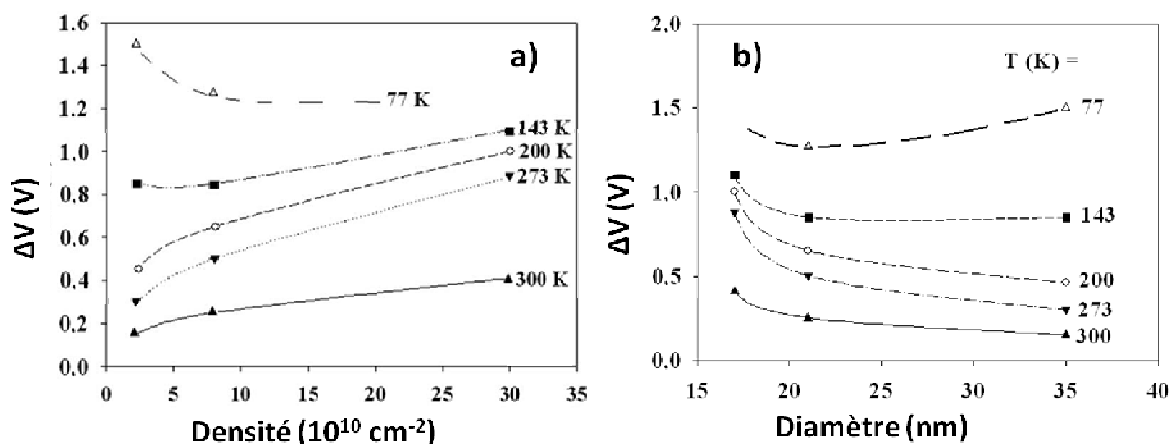 1.6
1.4
1.2
1.0
0.8
0.6
0.4
0.2
0.0
ΔV (V)
a)
77 K
143 K
200 K
273 K
300 K
0 5 10 15 20 25 30 35
Densité (10¹⁰ cm⁻²)
2.0
1.5
1.0
0.5
0.0
ΔV (V)
b)
T (K) =
77
143
200
273
300
15 20 25 30 35 40
Diamètre (nm)